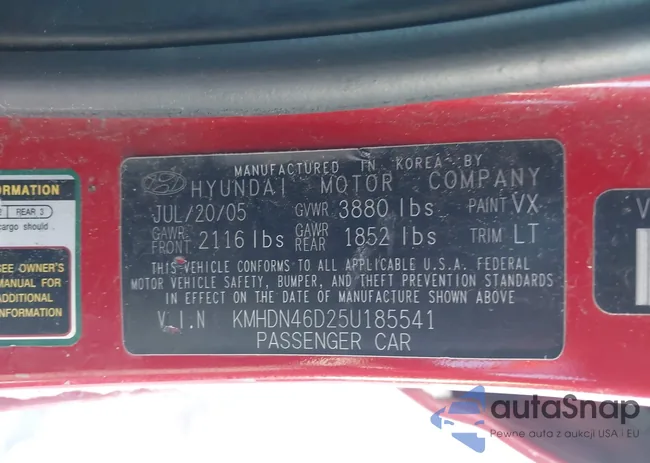 MANUFACTURED IN KOREA BY
HYUNDAI MOTOR COMPANY
JUL/20/05 GVWR 3880 lbs PAINT VX
GAWR FRONT 2116 lbs GAWR REAR 1852 lbs TRIM LT
THIS VEHICLE CONFORMS TO ALL APPLICABLE U.S.A. FEDERAL
MOTOR VEHICLE SAFETY, BUMPER, AND THEFT PREVENTION STANDARDS
IN EFFECT ON THE DATE OF MANUFACTURE SHOWN ABOVE
V.I.N KMHDN46D25U185541
PASSENGER CAR
ORMATION
2 REAR 3
cargo should
SEE OWNER'S
MANUAL FOR
ADDITIONAL
INFORMATION
V
autaSnap
Pewne auta z aukcji USA i EU